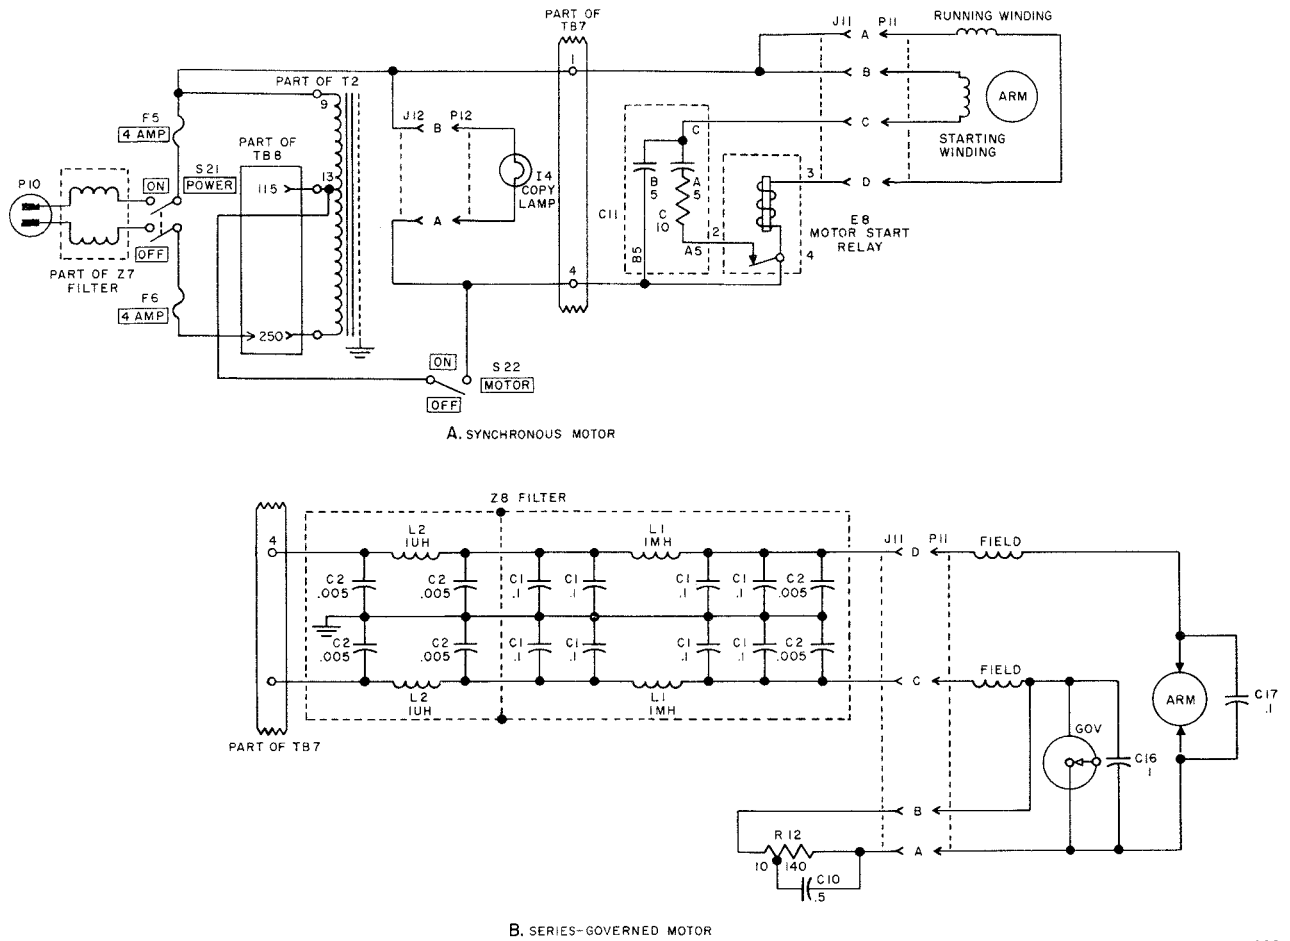 PART OF
TB7
J11 P11
RUNNING WINDING
A
1
B
ARM
PART OF T2
9
J12 P12
B
F5
4 AMP
PART OF
TB8
C
C
STARTING
WINDING
P10
ON
S21
POWER
115
13
I4
COPY
LAMP
B
5
A
5
3
D
C11
C
10
E8
MOTOR START
RELAY
A
2
B5
A5
4
OFF
PART OF Z7
FILTER
4
F6
4 AMP
250
ON
S22
MOTOR
OFF
A. SYNCHRONOUS MOTOR
Z8 FILTER
4
L2
1UH
L1
1MH
J11 D P11
FIELD
C2
.005
C2
.005
C1
.1
C1
.1
C1
.1
C1
.1
C2
.005
C2
.005
C2
.005
C1
.1
C1
.1
C1
.1
C1
.1
C2
.005
L2
1UH
L1
1MH
C
FIELD
ARM
C17
.1
PART OF TB7
GOV
C16
.1
B
R12
10 140
A
C10
.5
B. SERIES-GOVERNED MOTOR